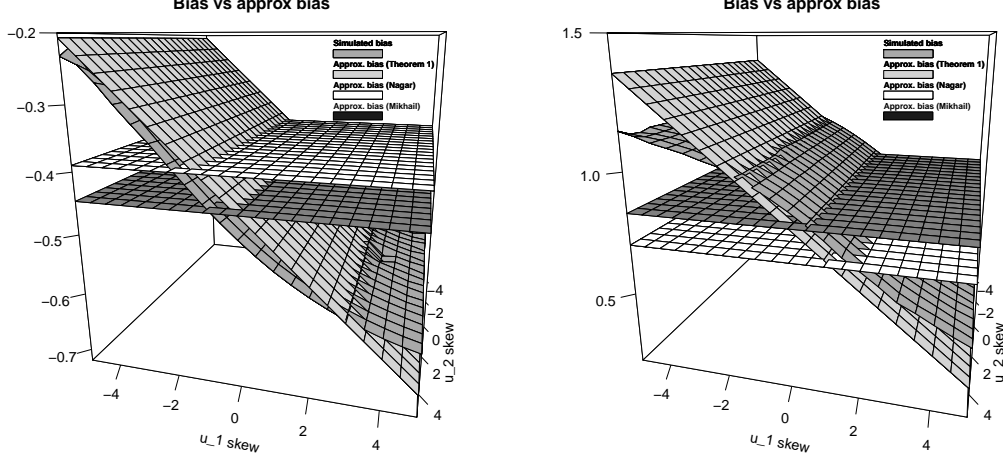 Bias vs approx bias
−0.2
−0.3
−0.4
−0.5
−0.6
−0.7
Simulated bias
Approx. bias (Theorem 1)
Approx. bias (Nagar)
Approx. bias (Mikhail)
−4
−2
0
2
4
u_1 skew
−4
−2
0
2
4
u_2 skew
Bias vs approx bias
1.5
1.0
0.5
Simulated bias
Approx. bias (Theorem 1)
Approx. bias (Nagar)
Approx. bias (Mikhail)
−4
−2
0
2
4
u_1 skew
−4
−2
0
2
4
u_2 skew